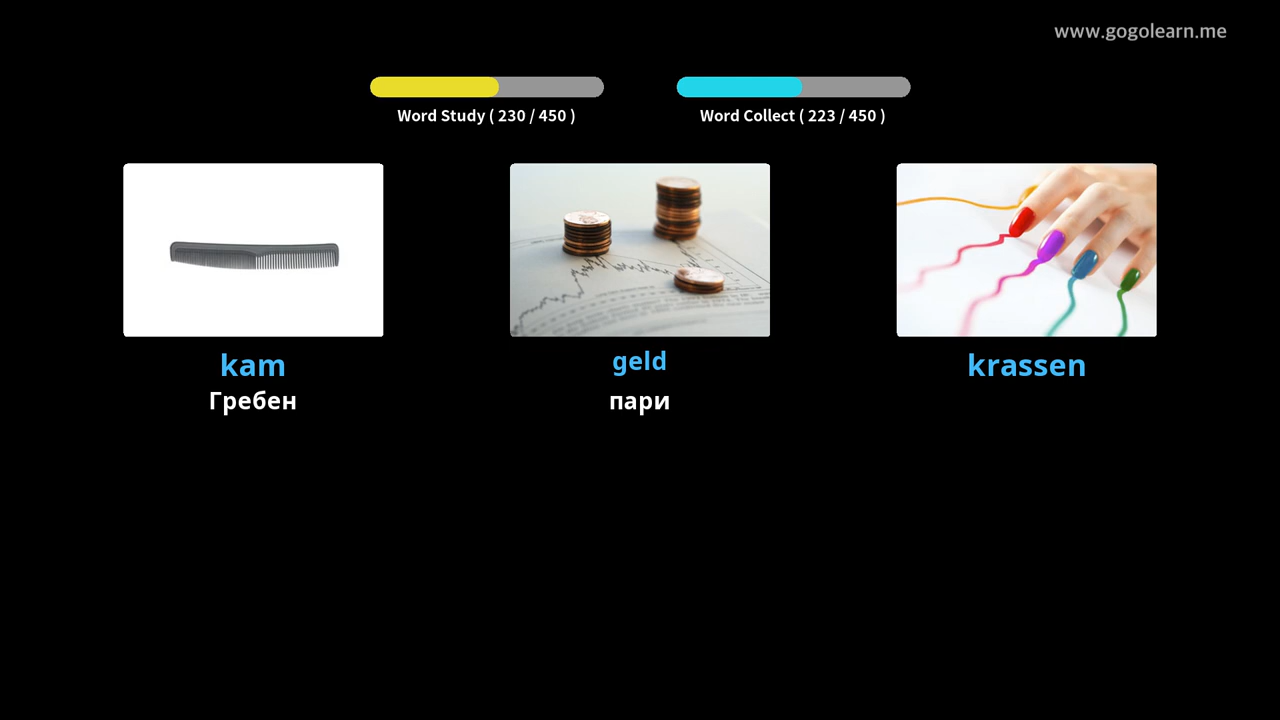 www.gogolearn.me
Word Study ( 230 / 450 )
Word Collect ( 223 / 450 )
kam
geld
krassen
Гребен
пари